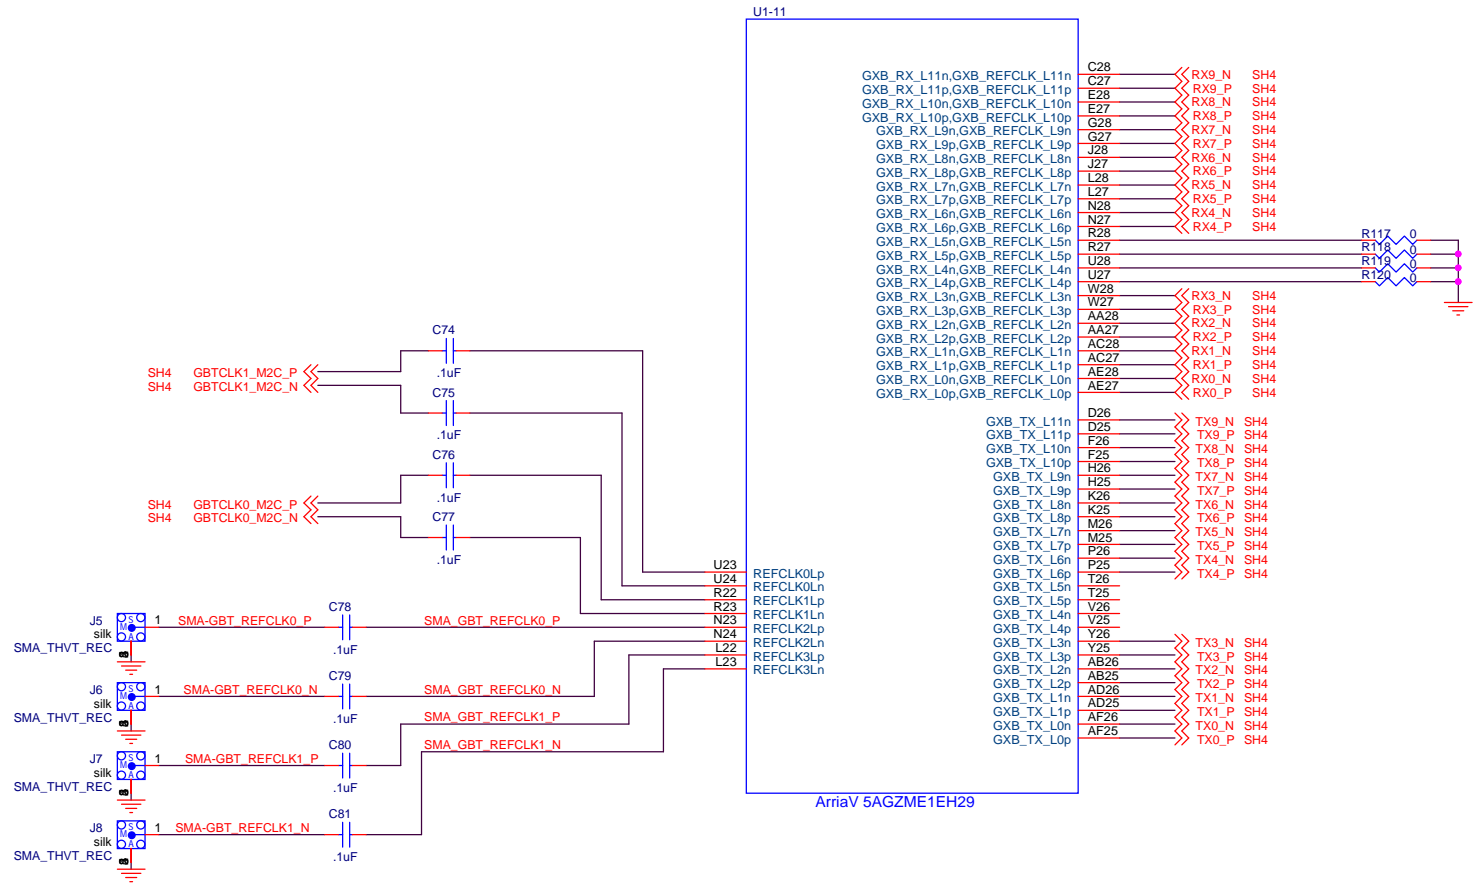 U1-11
GXB_RX_L11n,GXB_REFCLK_L11n C28 RX9_N SH4
GXB_RX_L11p,GXB_REFCLK_L11p C27 RX9_P SH4
GXB_RX_L10n,GXB_REFCLK_L10n E28 RX8_N SH4
GXB_RX_L10p,GXB_REFCLK_L10p E27 RX8_P SH4
GXB_RX_L9n,GXB_REFCLK_L9n G28 RX7_N SH4
GXB_RX_L9p,GXB_REFCLK_L9p G27 RX7_P SH4
GXB_RX_L8n,GXB_REFCLK_L8n J28 RX6_N SH4
GXB_RX_L8p,GXB_REFCLK_L8p J27 RX6_P SH4
GXB_RX_L7n,GXB_REFCLK_L7n L28 RX5_N SH4
GXB_RX_L7p,GXB_REFCLK_L7p L27 RX5_P SH4
GXB_RX_L6n,GXB_REFCLK_L6n N28 RX4_N SH4
GXB_RX_L6p,GXB_REFCLK_L6p N27 RX4_P SH4
GXB_RX_L5n,GXB_REFCLK_L5n R28 R117 0
GXB_RX_L5p,GXB_REFCLK_L5p R27 R118 0
GXB_RX_L4n,GXB_REFCLK_L4n U28 R119 0
GXB_RX_L4p,GXB_REFCLK_L4p U27 R120 0
GXB_RX_L3n,GXB_REFCLK_L3n W28 RX3_N SH4
GXB_RX_L3p,GXB_REFCLK_L3p W27 RX3_P SH4
GXB_RX_L2n,GXB_REFCLK_L2n AA28 RX2_N SH4
GXB_RX_L2p,GXB_REFCLK_L2p AA27 RX2_P SH4
GXB_RX_L1n,GXB_REFCLK_L1n AC28 RX1_N SH4
GXB_RX_L1p,GXB_REFCLK_L1p AC27 RX1_P SH4
GXB_RX_L0n,GXB_REFCLK_L0n AE28 RX0_N SH4
GXB_RX_L0p,GXB_REFCLK_L0p AE27 RX0_P SH4
GXB_TX_L11n D26 TX9_N SH4
GXB_TX_L11p D25 TX9_P SH4
GXB_TX_L10n F26 TX8_N SH4
GXB_TX_L10p F25 TX8_P SH4
GXB_TX_L9n H26 TX7_N SH4
GXB_TX_L9p H25 TX7_P SH4
GXB_TX_L8n K26 TX6_N SH4
GXB_TX_L8p K25 TX6_P SH4
GXB_TX_L7n M26 TX5_N SH4
GXB_TX_L7p M25 TX5_P SH4
GXB_TX_L6n P26 TX4_N SH4
GXB_TX_L6p P25 TX4_P SH4
GXB_TX_L5n T26
GXB_TX_L5p T25
GXB_TX_L4n V26
GXB_TX_L4p V25
GXB_TX_L3n Y26 TX3_N SH4
GXB_TX_L3p Y25 TX3_P SH4
GXB_TX_L2n AB26 TX2_N SH4
GXB_TX_L2p AB25 TX2_P SH4
GXB_TX_L1n AD26 TX1_N SH4
GXB_TX_L1p AD25 TX1_P SH4
GXB_TX_L0n AF26 TX0_N SH4
GXB_TX_L0p AF25 TX0_P SH4
C74
.1uF
SH4 GBTCLK1_M2C_P
SH4 GBTCLK1_M2C_N
C75
.1uF
C76
.1uF
SH4 GBTCLK0_M2C_P
SH4 GBTCLK0_M2C_N
C77
.1uF
U23 REFCLK0Lp
U24 REFCLK0Ln
R22 REFCLK1Lp
R23 REFCLK1Ln
N23 REFCLK2Lp
N24 REFCLK2Ln
L22 REFCLK3Lp
L23 REFCLK3Ln
J5 S M A 1 SMA-GBT_REFCLK0_P C78 SMA_GBT_REFCLK0_P
silk
SMA_THVT_REC
.1uF
J6 S M A 1 SMA-GBT_REFCLK0_N C79 SMA_GBT_REFCLK0_N
silk
SMA_THVT_REC
.1uF
SMA_GBT_REFCLK1_P
J7 S M A 1 SMA-GBT_REFCLK1_P C80 SMA_GBT_REFCLK1_N
silk
SMA_THVT_REC
.1uF
J8 S M A 1 SMA-GBT_REFCLK1_N C81
silk
SMA_THVT_REC
.1uF
ArriaV 5AGZME1EH29